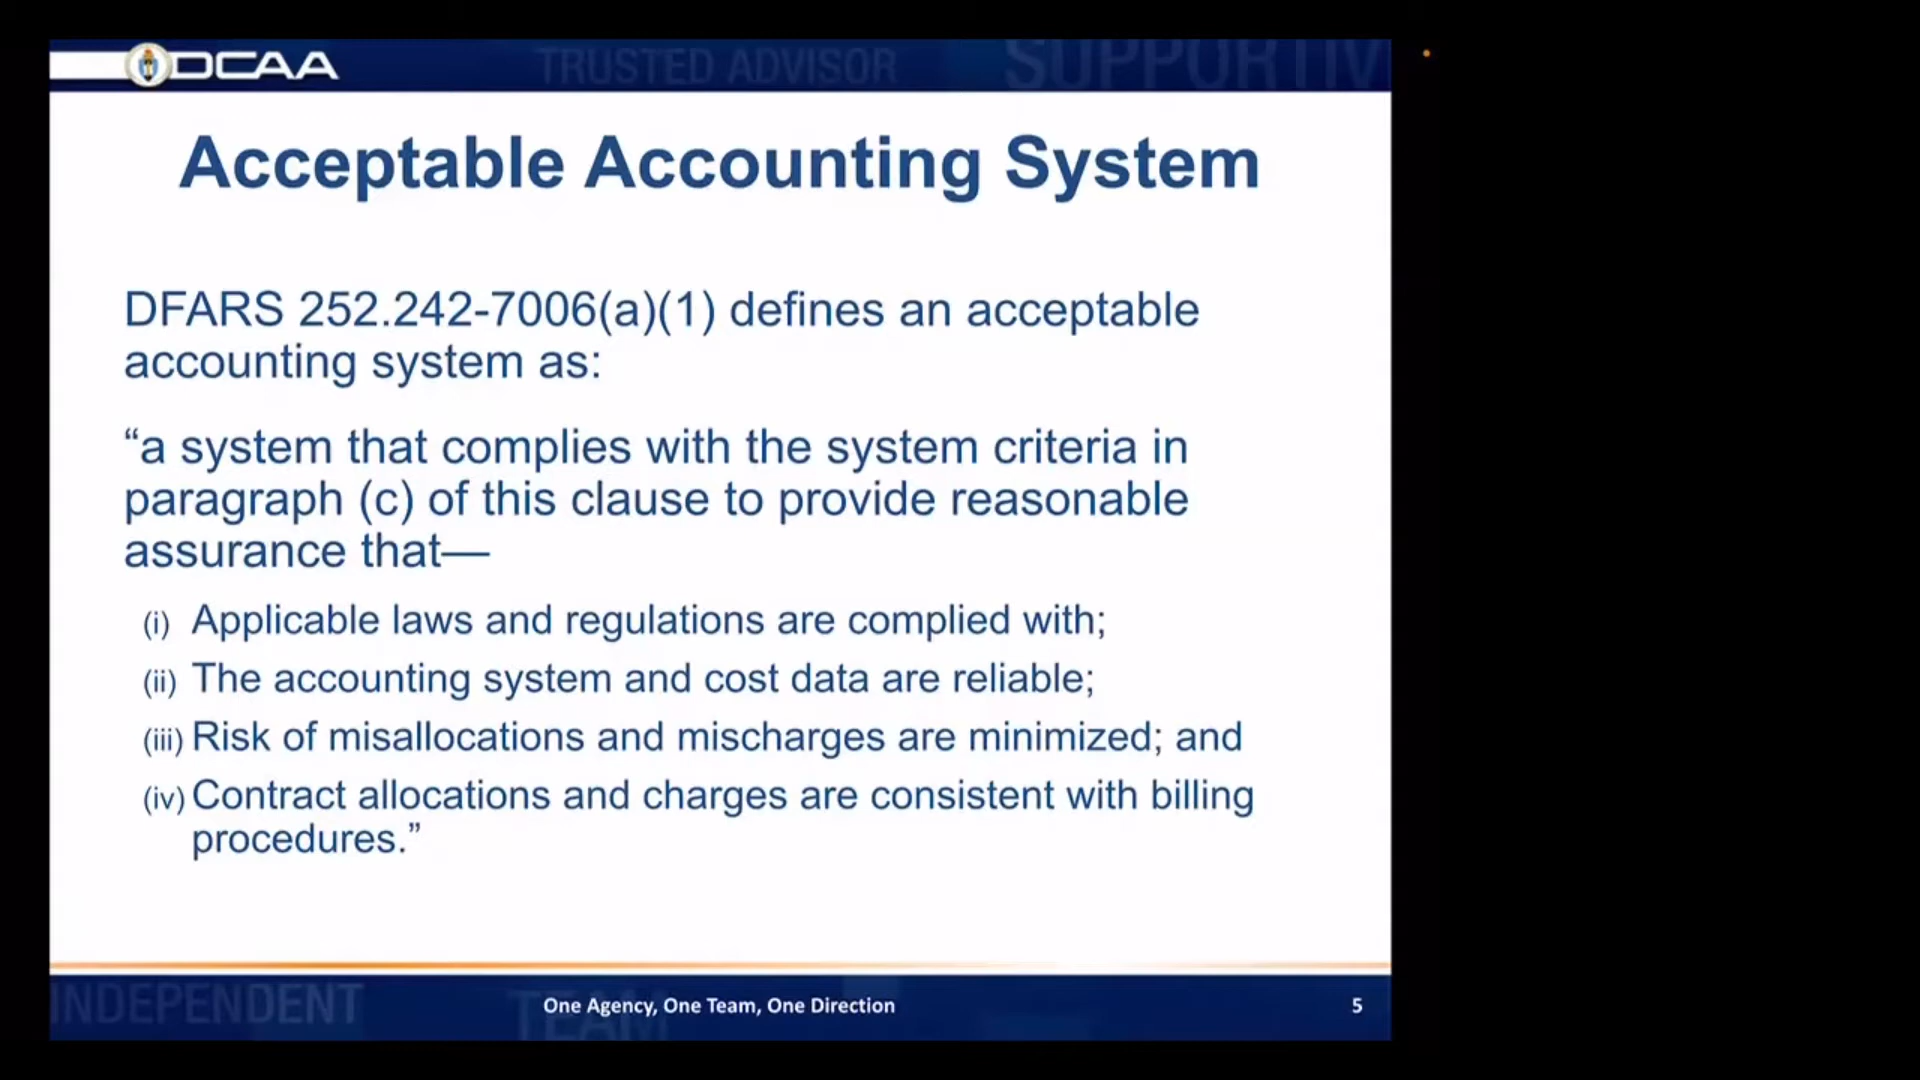 DCAA
TRUSTED ADVISOR
SUPPORTIV
Acceptable Accounting System
DFARS 252.242-7006(a)(1) defines an acceptable
accounting system as:
“a system that complies with the system criteria in
paragraph (c) of this clause to provide reasonable
assurance that—
(i) Applicable laws and regulations are complied with;
(ii) The accounting system and cost data are reliable;
(iii) Risk of misallocations and mischarges are minimized; and
(iv) Contract allocations and charges are consistent with billing
procedures.”
INDEPENDENT
TEAM
One Agency, One Team, One Direction
5